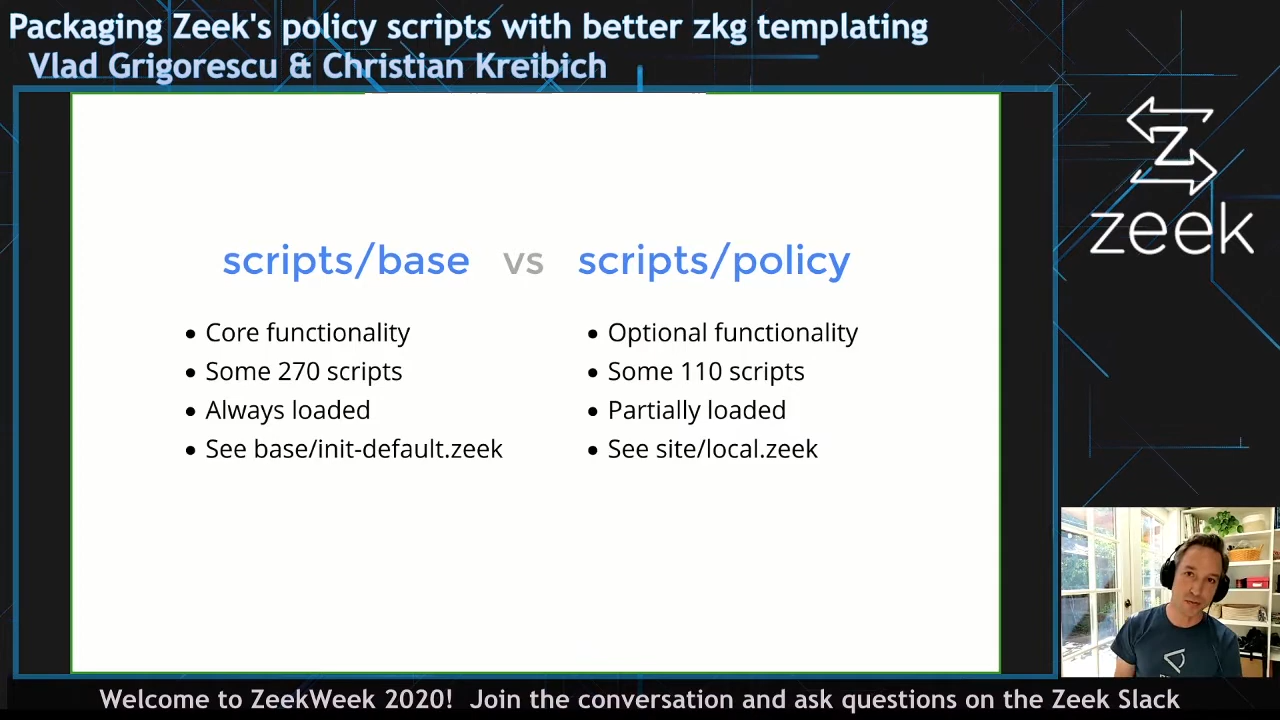 Packaging Zeek's policy scripts with better zkg templating
Vlad Grigorescu & Christian Kreibich
zeek
scripts/base vs scripts/policy
• Core functionality
• Some 270 scripts
• Always loaded
• See base/init-default.zeek
• Optional functionality
• Some 110 scripts
• Partially loaded
• See site/local.zeek
Welcome to ZeekWeek 2020! Join the conversation and ask questions on the Zeek Slack